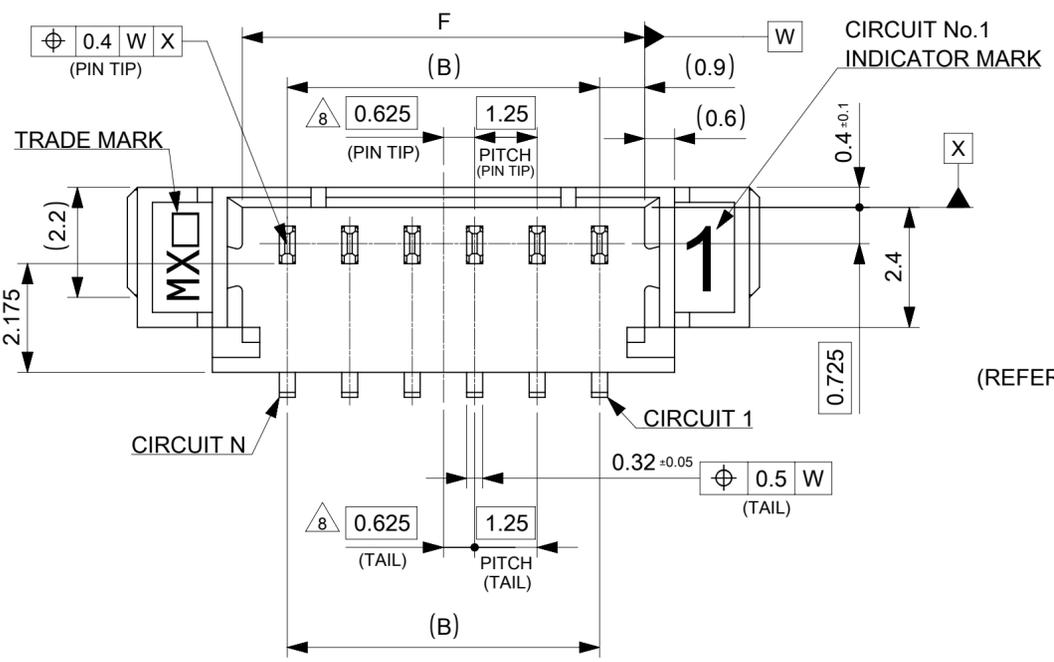 F
⌖ 0.4 W X
(PIN TIP)
W
CIRCUIT No.1
INDICATOR MARK
(B)
(0.9)
8 0.625
(PIN TIP)
1.25
PITCH
(PIN TIP)
(0.6)
0.4 ±0.1
X
TRADE MARK
(2.2)
MX
1
2.4
2.175
0.725
(REFER
CIRCUIT N
CIRCUIT 1
0.32 ±0.05
⌖ 0.5 W
(TAIL)
8 0.625
(TAIL)
1.25
PITCH
(TAIL)
(B)